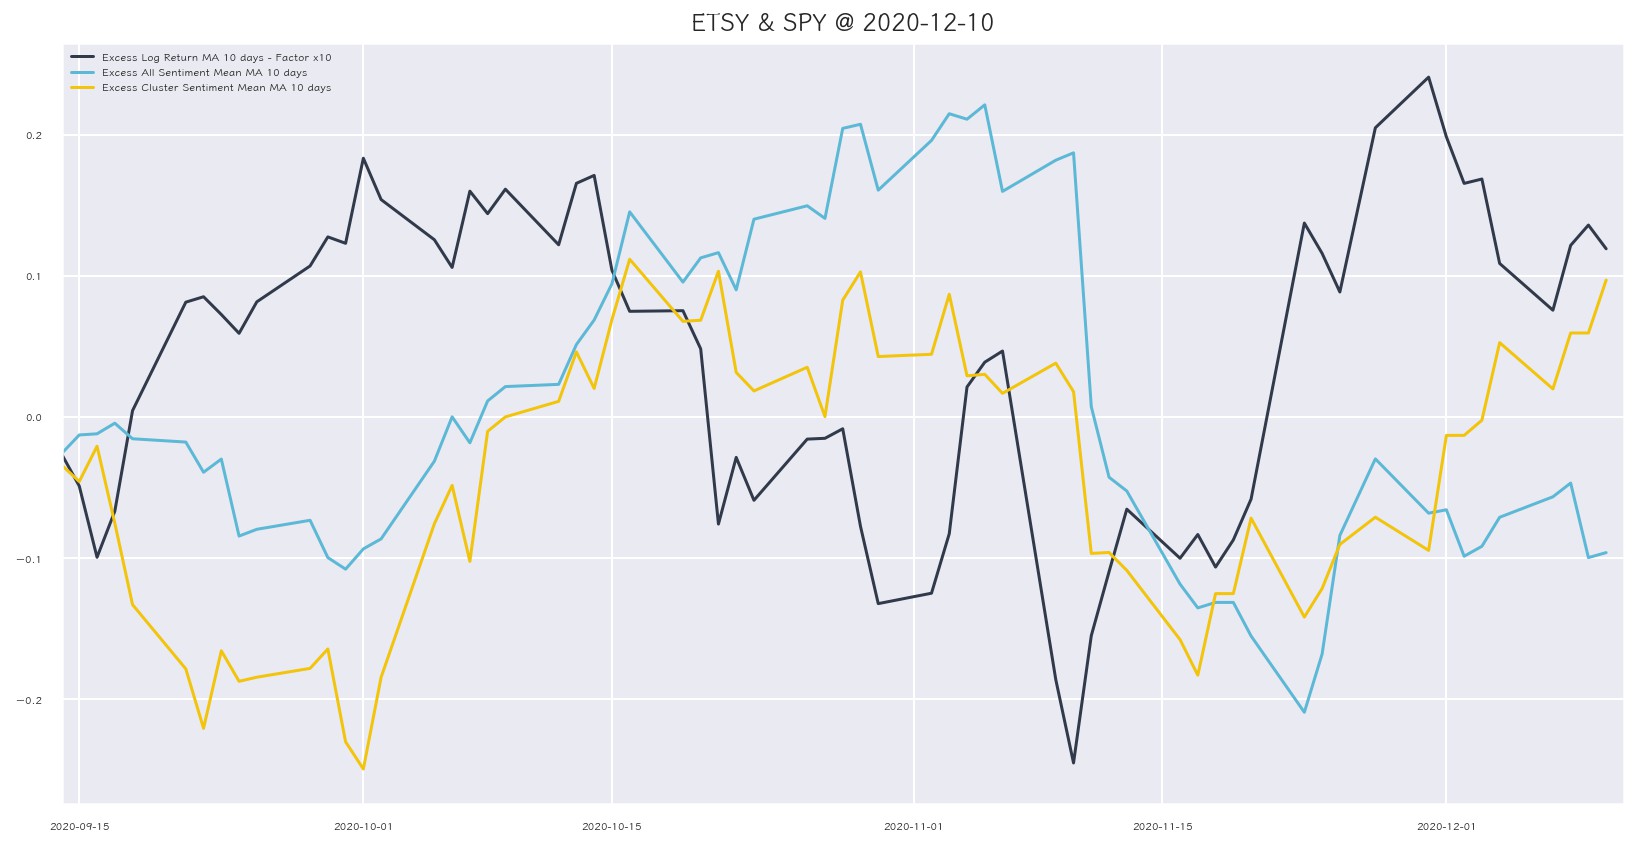 ETSY & SPY @ 2020-12-10
Excess Log Return MA 10 days - Factor x10
Excess All Sentiment Mean MA 10 days
Excess Cluster Sentiment Mean MA 10 days
0.2
0.1
0.0
−0.1
−0.2
2020-09-15 2020-10-01 2020-10-15 2020-11-01 2020-11-15 2020-12-01